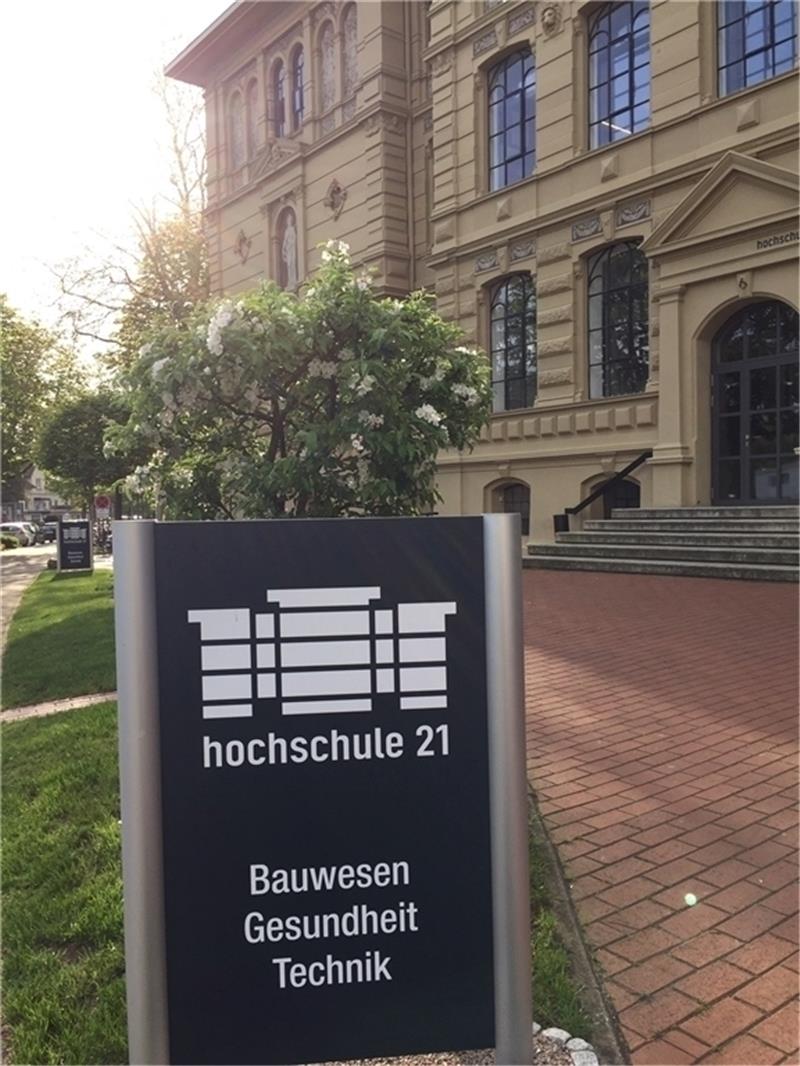 hochschule 21
Bauwesen
Gesundheit
Technik